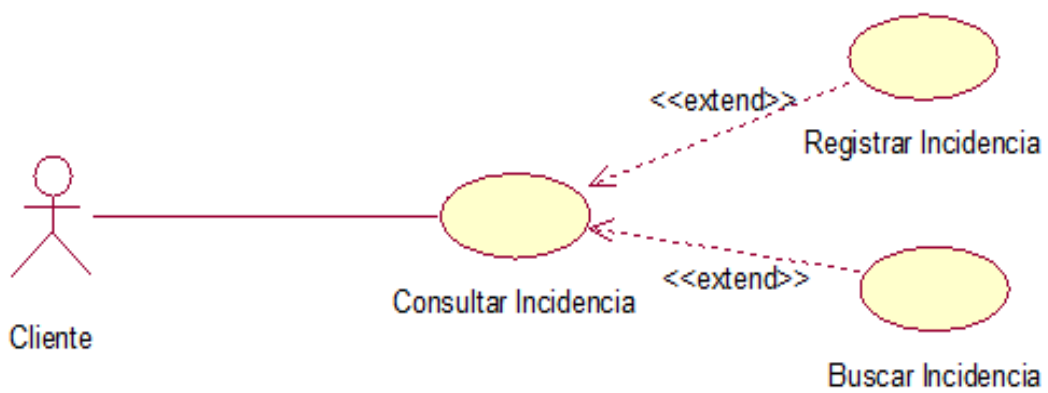 <<extend>>
Registrar Incidencia
<<extend>>
Consultar Incidencia
Cliente
Buscar Incidencia